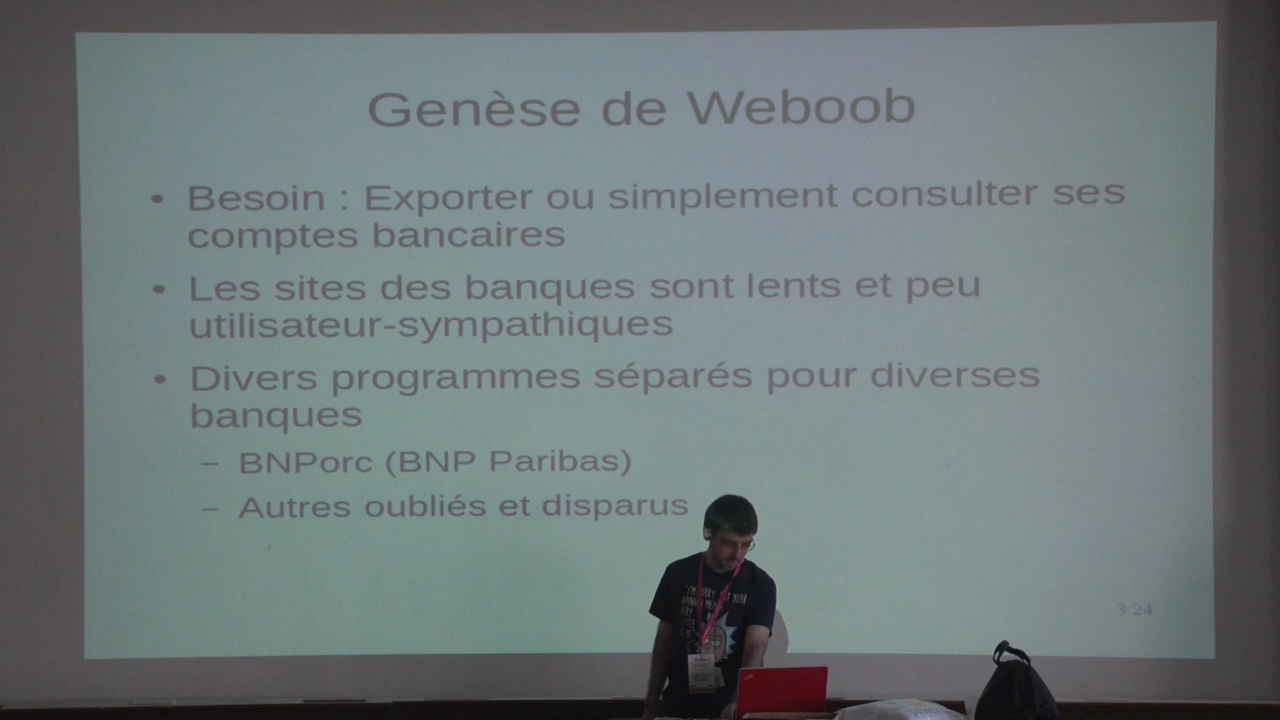 Genèse de Weboob
• Besoin : Exporter ou simplement consulter ses
comptes bancaires
• Les sites des banques sont lents et peu
utilisateur-sympathiques
• Divers programmes séparés pour diverses
banques
– BNPorc (BNP Paribas)
– Autres oubliés et disparus
3/24